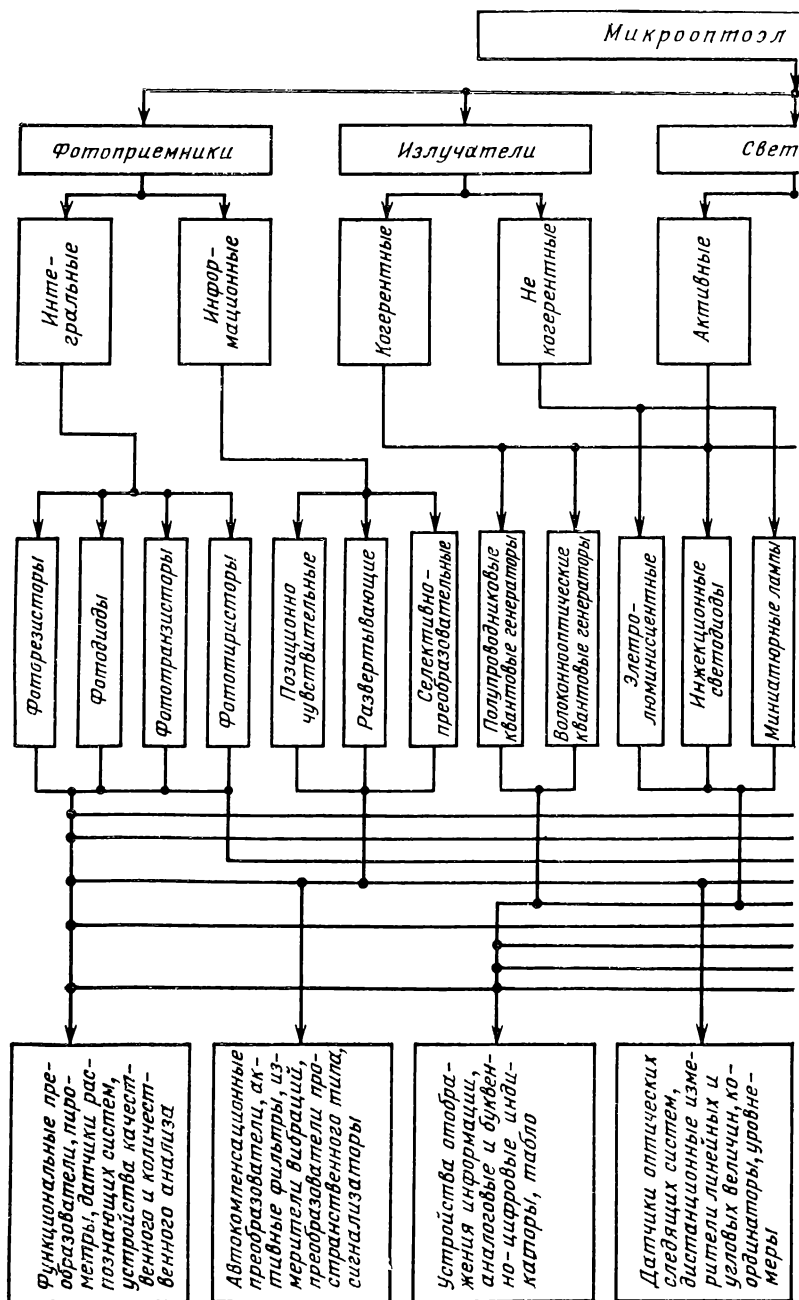 Микрооптоэл
Фотоприемники
Излучатели
Свет
Инте-
гральные
Инфор-
мационные
Когерентные
Не
когерентные
Активные
Фоторезисторы
Фотодиоды
Фототранзисторы
Фототиристоры
Позиционно
чувствительные
Развертывающие
Селективно-
преобразовательные
Полупроводниковые
квантовые генераторы
Волоконнооптические
квантовые генераторы
Элетро-
люминисцентные
Инжекционные
светодиоды
Миниатюрные лампы
Функциональные пре-
образователи, пиро-
метры, датчики рас-
познающих систем,
устройства качест-
венного и количест-
венного анализа
Автокомпенсационные
преобразователи, ак-
тивные фильтры, из-
мерители вибраций,
преобразователи про-
странственного типа,
сигнализаторы
Устройства отобра-
жения информации,
аналоговые и буквен-
но-цифровые инди-
каторы, табло
Датчики оптических
следящих систем,
дистанционные изме-
рители линейных и
угловых величин, ко-
ординаторы, уровне-
меры